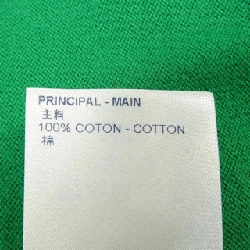 PRINCIPAL - MAIN
主料
100% COTON - COTTON
棉